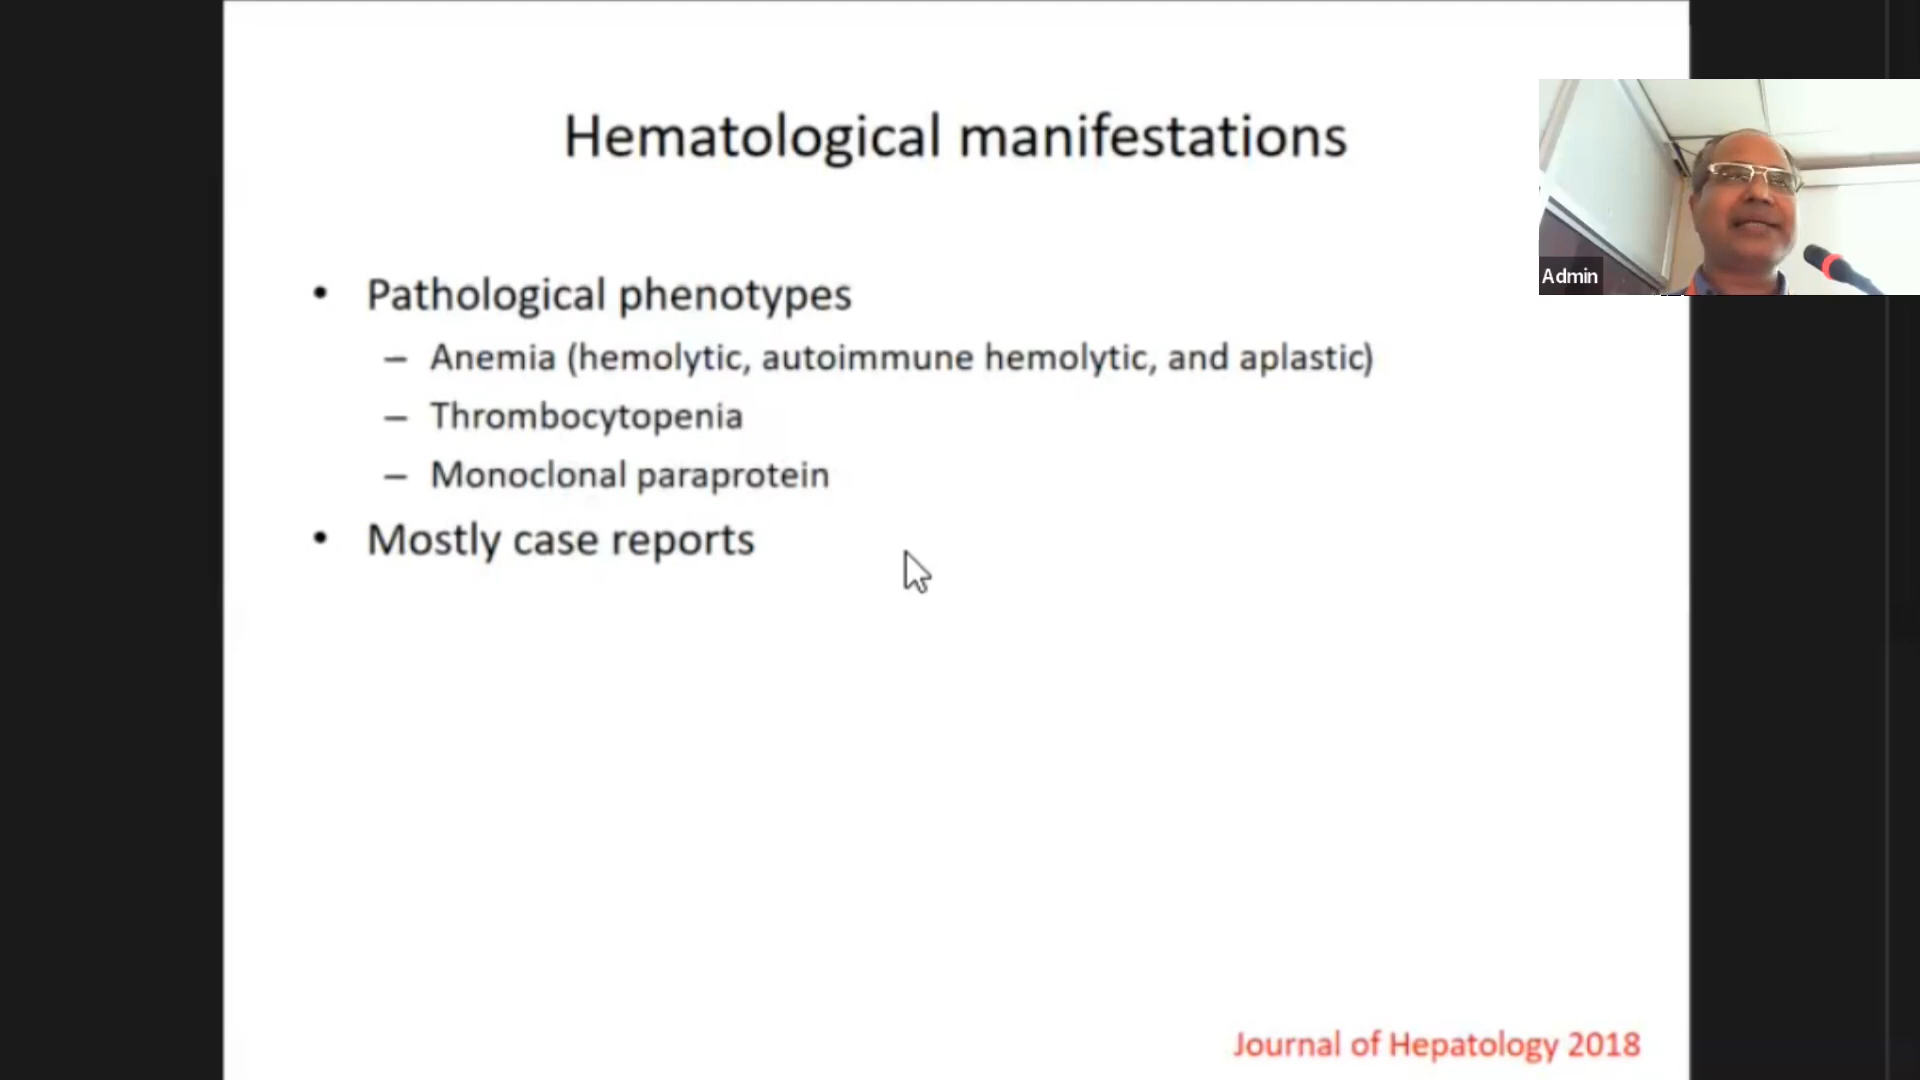 Hematological manifestations
Admin
• Pathological phenotypes
– Anemia (hemolytic, autoimmune hemolytic, and aplastic)
– Thrombocytopenia
– Monoclonal paraprotein
• Mostly case reports
Journal of Hepatology 2018